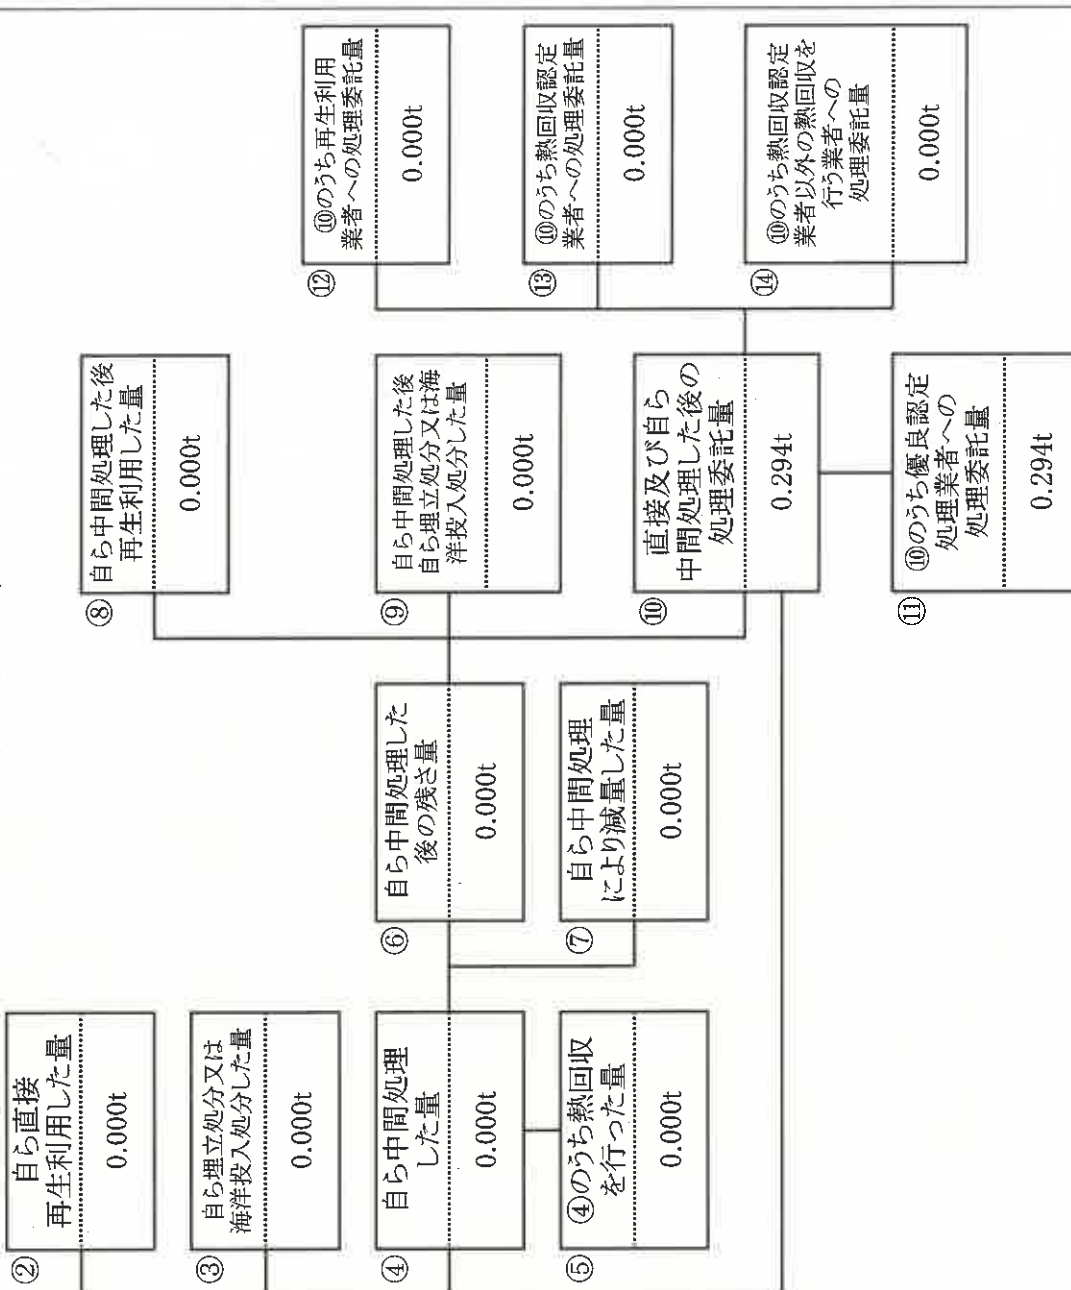 ②
自ら直接
再生利用した量
0.000t
③
自ら埋立処分又は
海洋投入処分した量
0.000t
④
自ら中間処理
した量
0.000t
⑤
④のうち熱回収
を行った量
0.000t
⑥
自ら中間処理した
後の残さ量
0.000t
⑦
自ら中間処理
により減量した量
0.000t
⑧
自ら中間処理した後
再生利用した量
0.000t
⑨
自ら中間処理した後
自ら埋立処分又は海
洋投入処分した量
0.000t
⑩
直接及び自ら
中間処理した後の
処理委託量
0.294t
⑪
⑩のうち優良認定
処理業者への
処理委託量
0.294t
⑫
⑩のうち再生利用
業者への処理委託量
0.000t
⑬
⑩のうち熱回収認定
業者への処理委託量
0.000t
⑭
⑩のうち熱回収認定
業者以外の熱回収を
行う業者への
処理委託量
0.000t